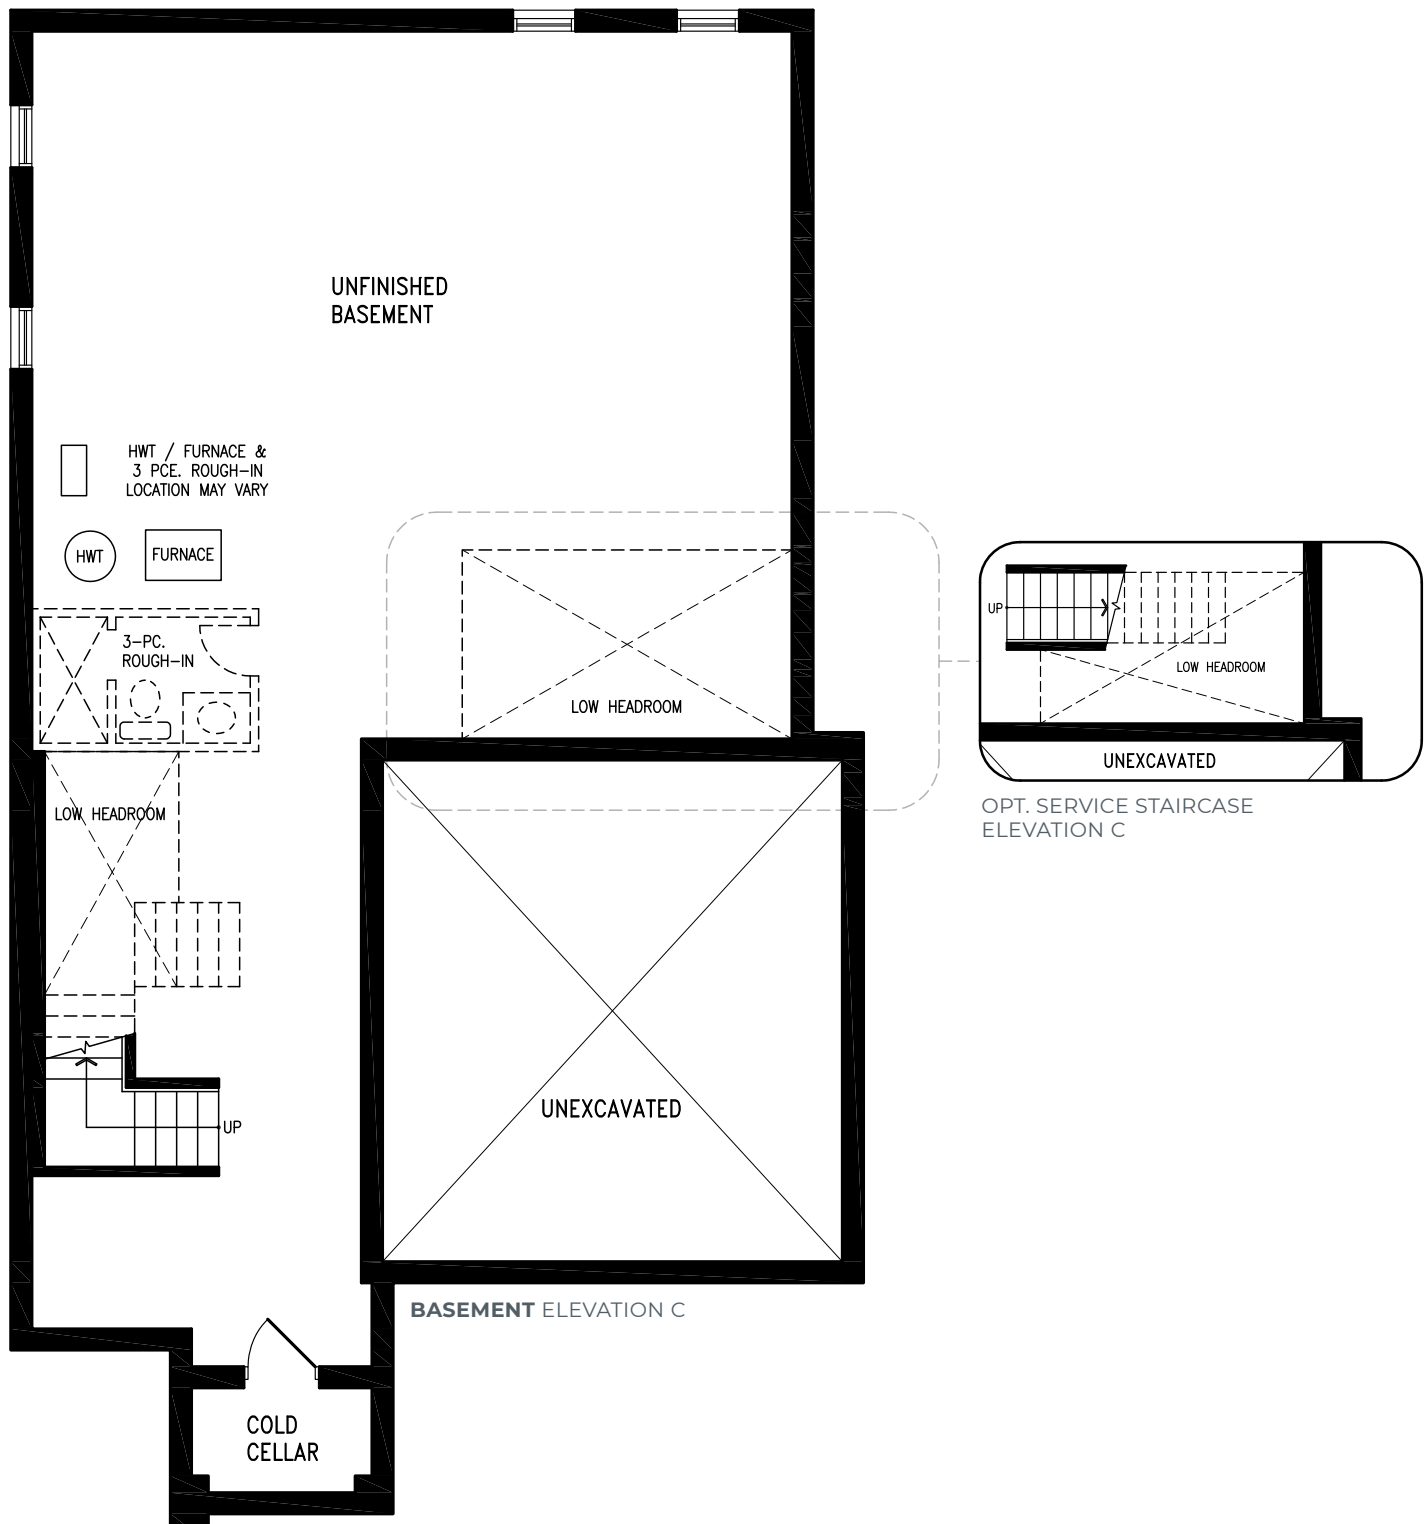 UNFINISHED
BASEMENT
HWT / FURNACE &
3 PCE. ROUGH-IN
LOCATION MAY VARY
HWT
FURNACE
3-PC.
ROUGH-IN
LOW HEADROOM
LOW HEADROOM
UP
UNEXCAVATED
BASEMENT ELEVATION C
COLD
CELLAR
UP
LOW HEADROOM
UNEXCAVATED
OPT. SERVICE STAIRCASE
ELEVATION C